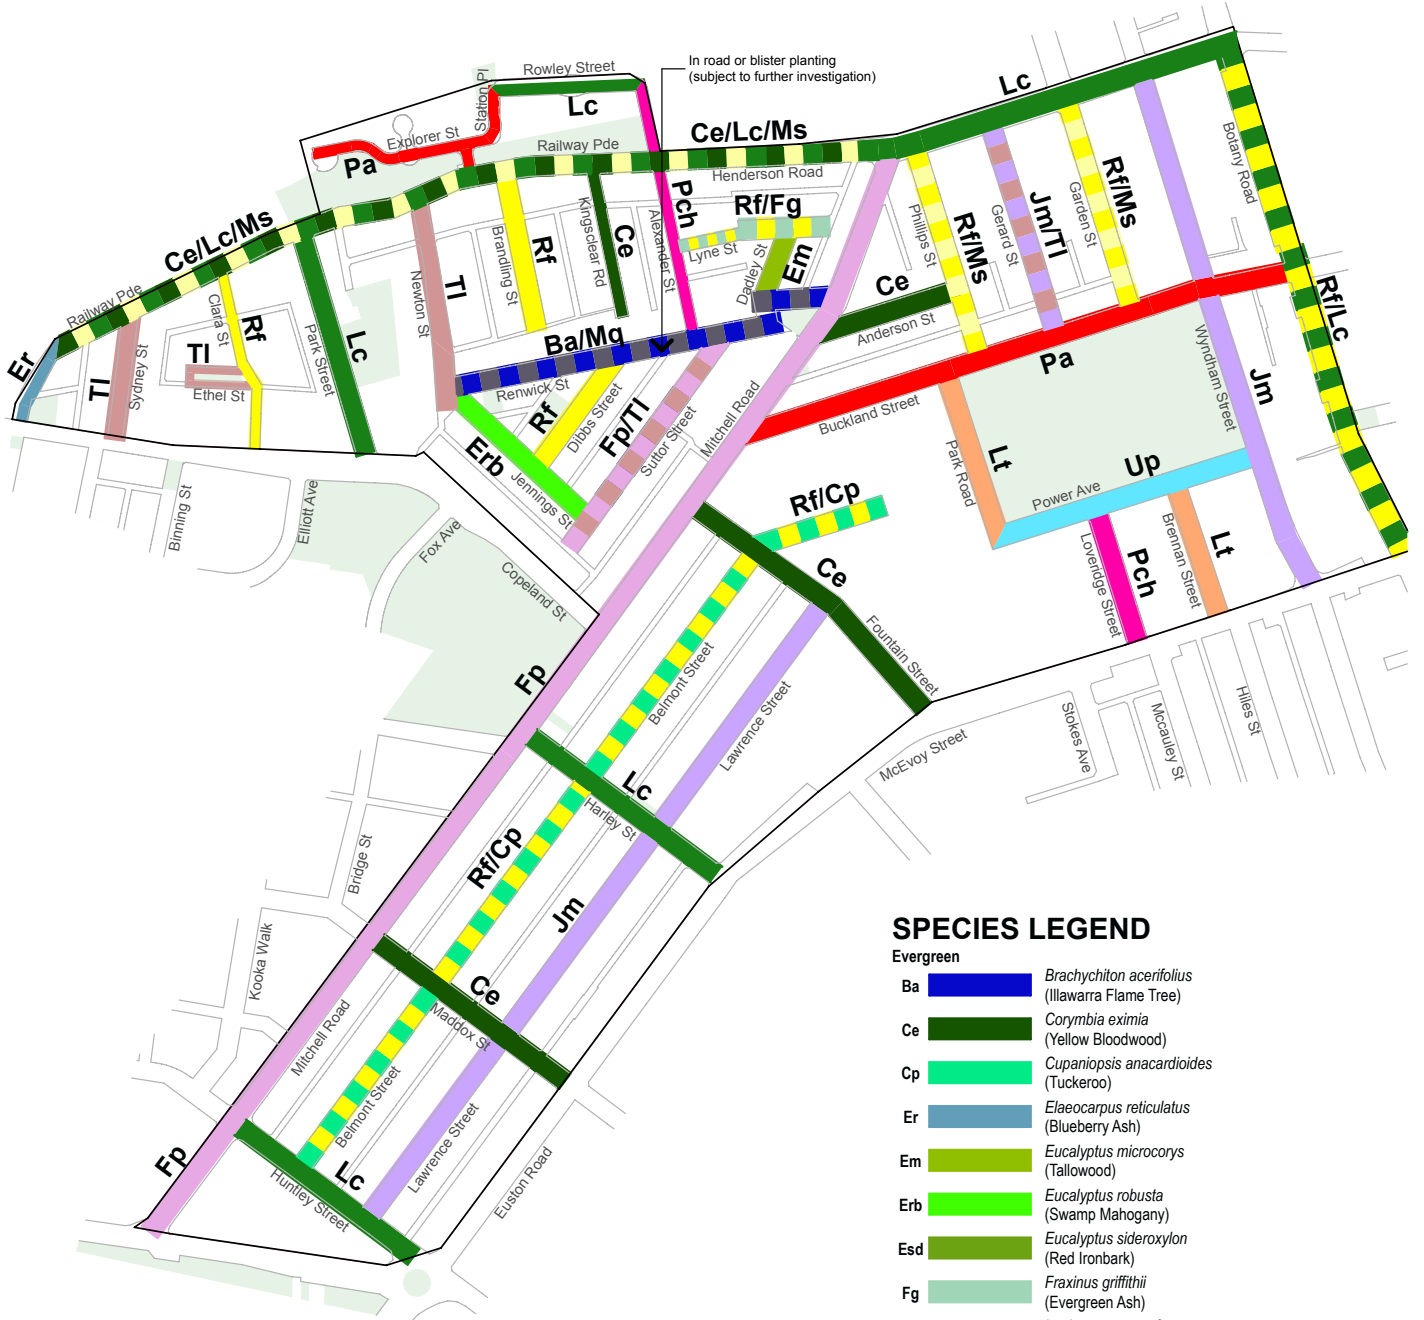 In road or blister planting
(subject to further investigation)
Rowley Street
Lc
Station Pl
Explorer St
Pa
Railway Pde
Ce/Lc/Ms
Henderson Road
Lc
Botany Road
Ce/Lc/Ms
Railway Pde
Er
Tl
Sydney St
Clara St
Rf
Tl
Ethel St
Park Street
Lc
Newton St
Tl
Brandling St
Rf
Kingsclear Rd
Ce
Alexander St
Pch
Rf/Fg
Lyne St
Dadley St
Em
Phillips St
Rf/Ms
Gerard St
Jm/Tl
Garden St
Rf/Ms
Ce
Anderson St
Rf/Lc
Ba/Mq
Renwick St
Rf
Dibbs Street
Fp/Tl
Suttor Street
Mitchell Road
Erb
Jennings St
Pa
Buckland Street
Wyndham Street
Jm
Park Road
Lt
Up
Power Ave
Loveridge Street
Pch
Brennan Street
Lt
Binning St
Elliott Ave
Fox Ave
Copeland St
Rf/Cp
Ce
Fountain Street
Fp
Belmont Street
Lawrence Street
McEvoy Street
Stokes Ave
Mccauley St
Hiles St
Lc
Harley St
Rf/Cp
Jm
Bridge St
Kooka Walk
Mitchell Road
Ce
Maddox St
Belmont Street
Lawrence Street
Fp
Lc
Huntley Street
Euston Road
SPECIES LEGEND
Evergreen
Ba
Brachychiton acerifolius
(Illawarra Flame Tree)
Ce
Corymbia eximia
(Yellow Bloodwood)
Cp
Cupaniopsis anacardioides
(Tuckeroo)
Er
Elaeocarpus reticulatus
(Blueberry Ash)
Em
Eucalyptus microcorys
(Tallowood)
Erb
Eucalyptus robusta
(Swamp Mahogany)
Esd
Eucalyptus sideroxylon
(Red Ironbark)
Fg
Fraxinus griffithii
(Evergreen Ash)